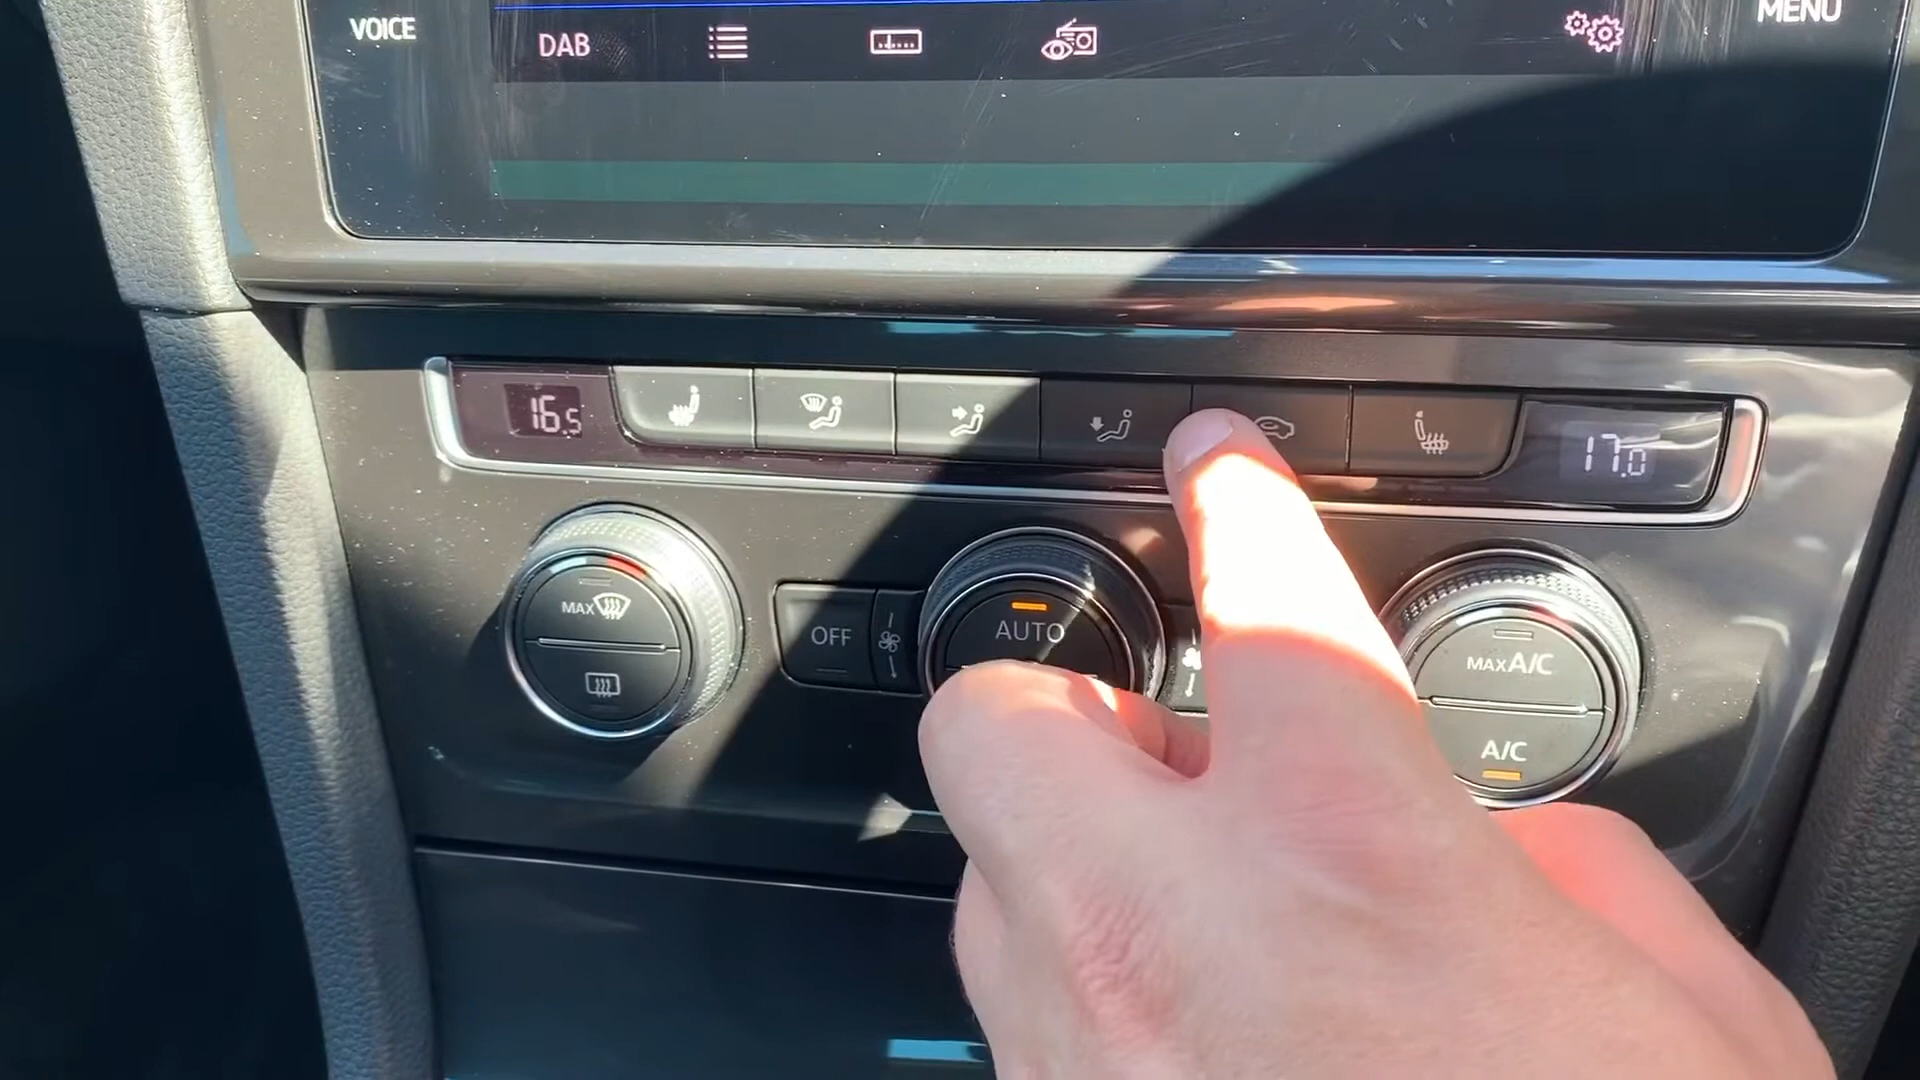 VOICE
MENU
DAB
16.5
17.0
MAX
OFF
AUTO
MAX A/C
A/C